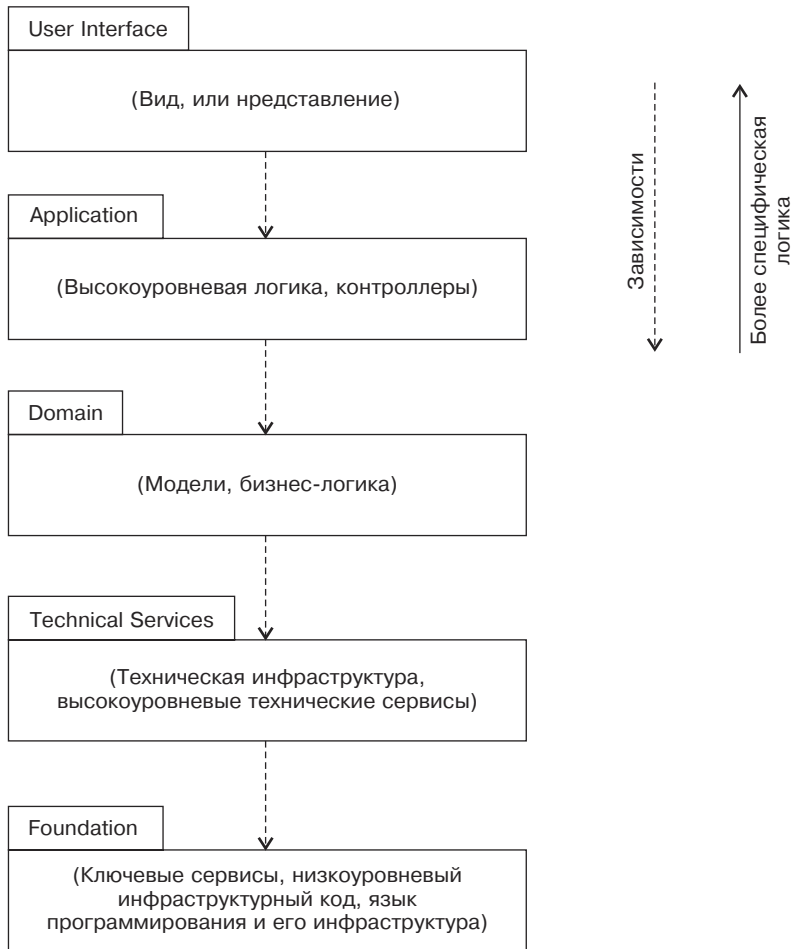 User Interface
(Вид, или нредставление)
Application
(Высокоуровневая логика, контроллеры)
Domain
(Модели, бизнес-логика)
Technical Services
(Техническая инфраструктура,
высокоуровневые технические сервисы)
Foundation
(Ключевые сервисы, низкоуровневый
инфраструктурный код, язык
программирования и его инфраструктура)
Зависимости
Более специфическая
логика